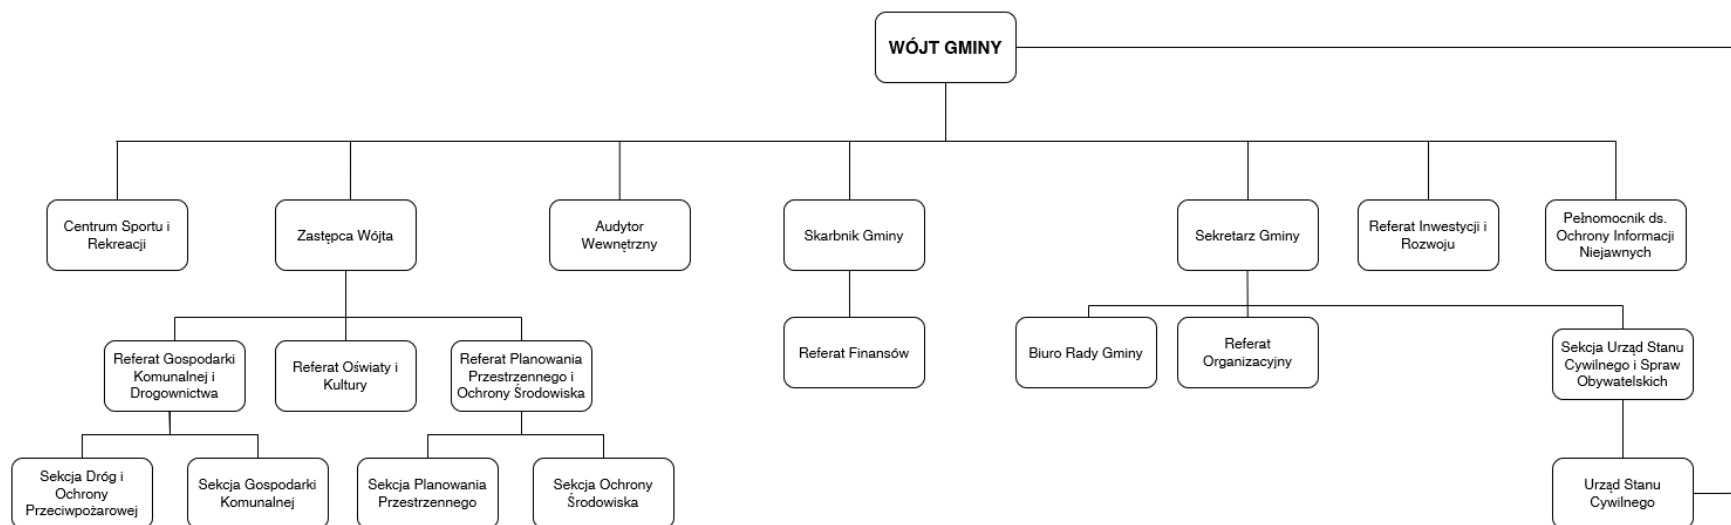 WÓJT GMINY
Centrum Sportu i
Rekreacji
Zastępca Wójta
Audytor
Wewnętrzny
Skarbnik Gminy
Sekretarz Gminy
Referat Inwestycji i
Rozwoju
Pełnomocnik ds.
Ochrony Informacji
Niejawnych
Referat Gospodarki
Komunalnej i
Drogownictwa
Referat Oświaty i
Kultury
Referat Planowania
Przestrzennego i
Ochrony Środowiska
Referat Finansów
Biuro Rady Gminy
Referat
Organizacyjny
Sekcja Urząd Stanu
Cywilnego i Spraw
Obywatelskich
Sekcja Dróg i
Ochrony
Przeciwpożarowej
Sekcja Gospodarki
Komunalnej
Sekcja Planowania
Przestrzennego
Sekcja Ochrony
Środowiska
Urząd Stanu
Cywilnego